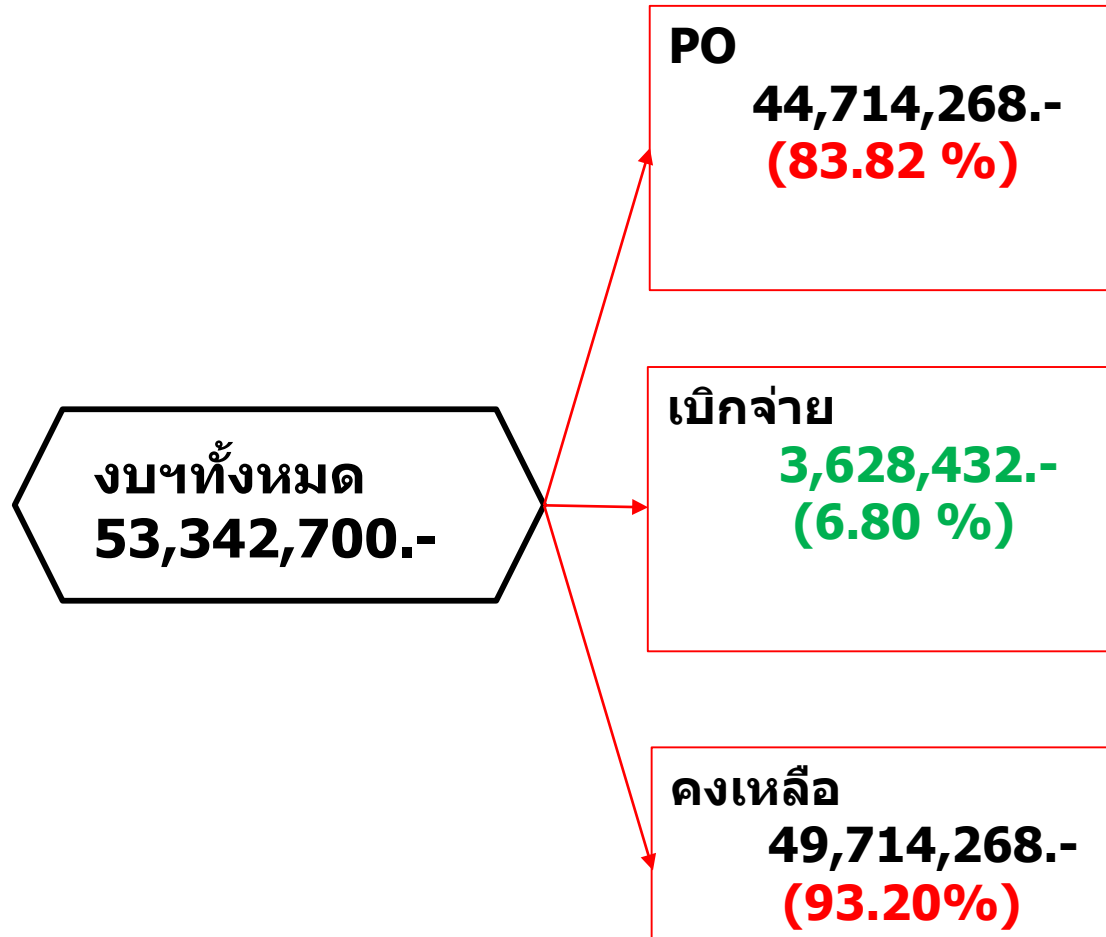 PO
44,714,268.-
(83.82 %)
งบฯทั้งหมด
53,342,700.-
เบิกจ่าย
3,628,432.-
(6.80 %)
คงเหลือ
49,714,268.-
(93.20%)